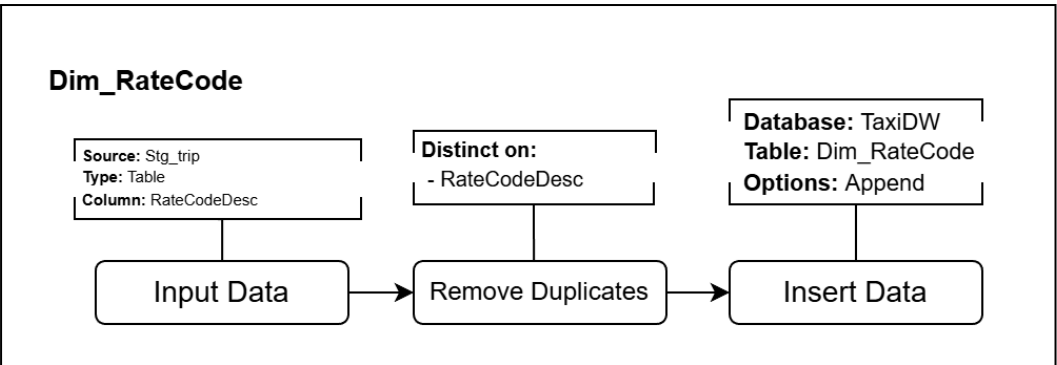 Dim_RateCode
Source: Stg_trip
Type: Table
Column: RateCodeDesc
Distinct on:
- RateCodeDesc
Database: TaxiDW
Table: Dim_RateCode
Options: Append
Input Data
Remove Duplicates
Insert Data